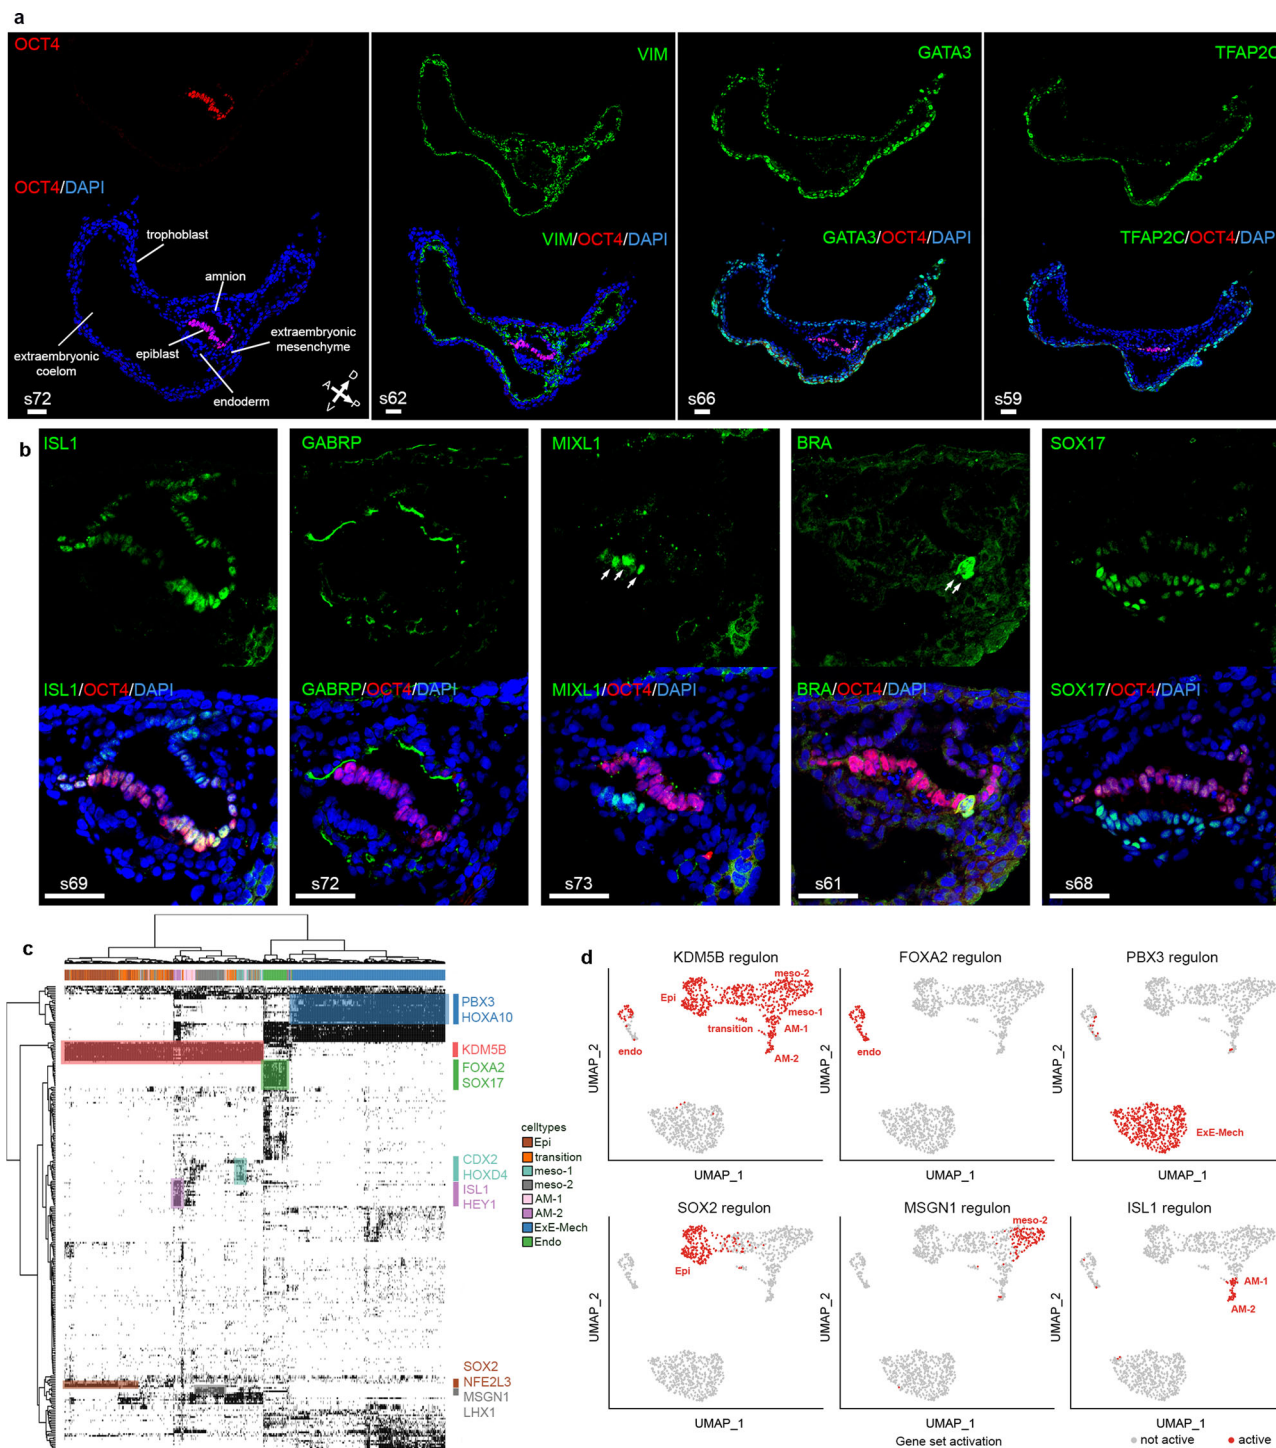 a
OCT4
VIM
GATA3
TFAP2C
OCT4/DAPI
VIM/OCT4/DAPI
GATA3/OCT4/DAPI
TFAP2C/OCT4/DAPI
trophoblast
amnion
extraembryonic
mesenchyme
epiblast
extraembryonic
coelom
endoderm
A
D
V
P
s72
s62
s66
s59
b
ISL1
GABRP
MIXL1
BRA
SOX17
ISL1/OCT4/DAPI
GABRP/OCT4/DAPI
MIXL1/OCT4/DAPI
BRA/OCT4/DAPI
SOX17/OCT4/DAPI
s69
s72
s73
s61
s68
c
PBX3
HOXA10
KDM5B
FOXA2
SOX17
CDX2
HOXD4
ISL1
HEY1
SOX2
NFE2L3
MSGN1
LHX1
celltypes
Epi
transition
meso-1
meso-2
AM-1
AM-2
ExE-Mech
Endo
d
KDM5B regulon
FOXA2 regulon
PBX3 regulon
meso-2
Epi
meso-1
transition
AM-1
endo
AM-2
endo
ExE-Mech
UMAP_2
UMAP_2
UMAP_2
UMAP_1
UMAP_1
UMAP_1
SOX2 regulon
MSGN1 regulon
ISL1 regulon
meso-2
Epi
AM-1
AM-2
UMAP_2
UMAP_2
UMAP_2
UMAP_1
UMAP_1
UMAP_1
Gene set activation
not active
active